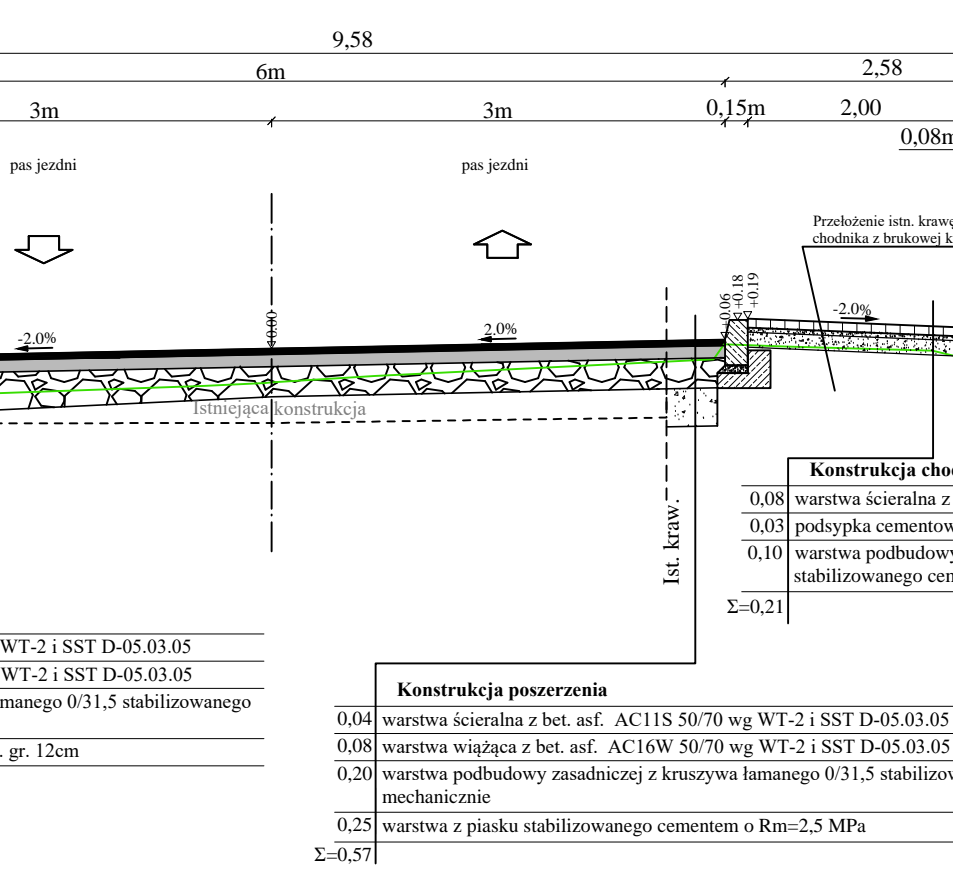 9,58
6m
2,58
3m
3m
0,15m
2,00
0,08m
pas jezdni
pas jezdni
Przełożenie istn.
chodnika z brukowej
0.00
+0.06
+0.18
+0.19
-2.0%
2.0%
-2.0%
Istniejąca konstrukcja
Ist. kraw.
Konstrukcja
0,08 warstwa ścieralna z
0,03 podsypka
0,10 warstwa podbudowy
stabilizowanego
Σ=0,21
WT-2 i SST D-05.03.05
WT-2 i SST D-05.03.05
manego 0/31,5 stabilizowanego
. gr. 12cm
Konstrukcja poszerzenia
0,04 warstwa ścieralna z bet. asf. AC11S 50/70 wg WT-2 i SST D-05.03.05
0,08 warstwa wiążąca z bet. asf. AC16W 50/70 wg WT-2 i SST D-05.03.05
0,20 warstwa podbudowy zasadniczej z kruszywa łamanego 0/31,5
mechanicznie
0,25 warstwa z piasku stabilizowanego cementem o Rm=2,5 MPa
Σ=0,57